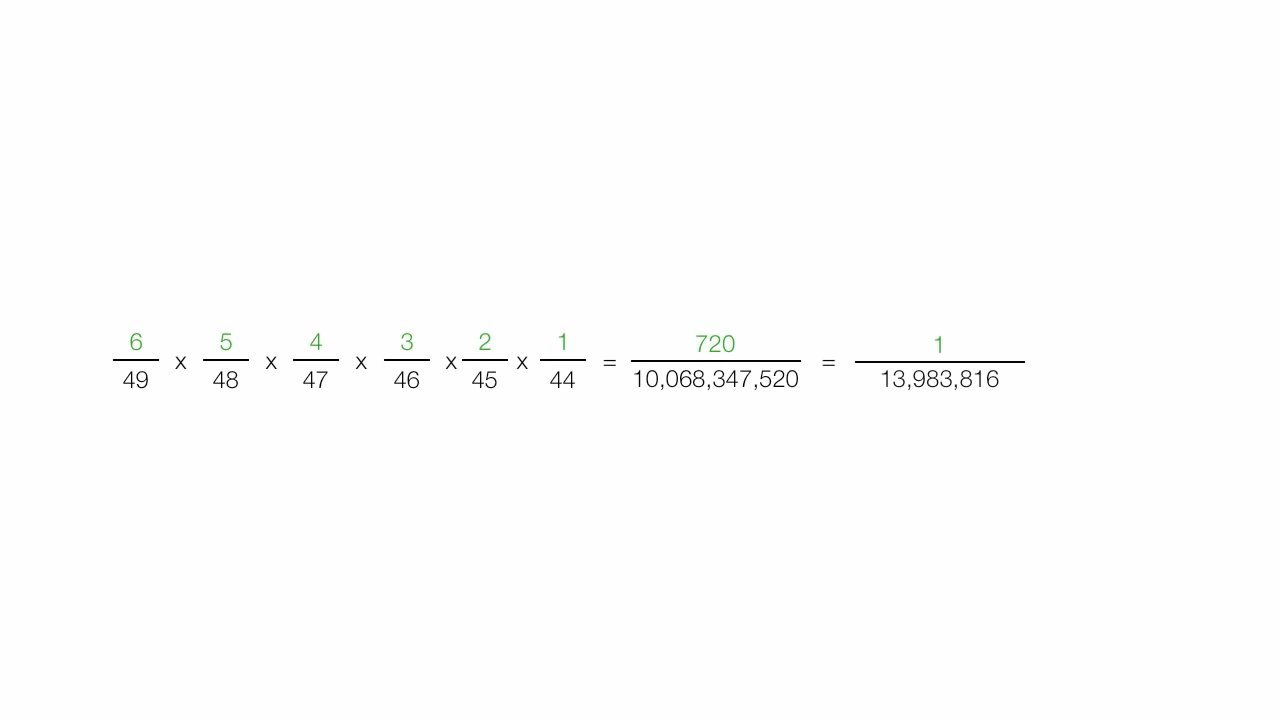 6/49 x 5/48 x 4/47 x 3/46 x 2/45 x 1/44 = 720/10,068,347,520 = 1/13,983,816